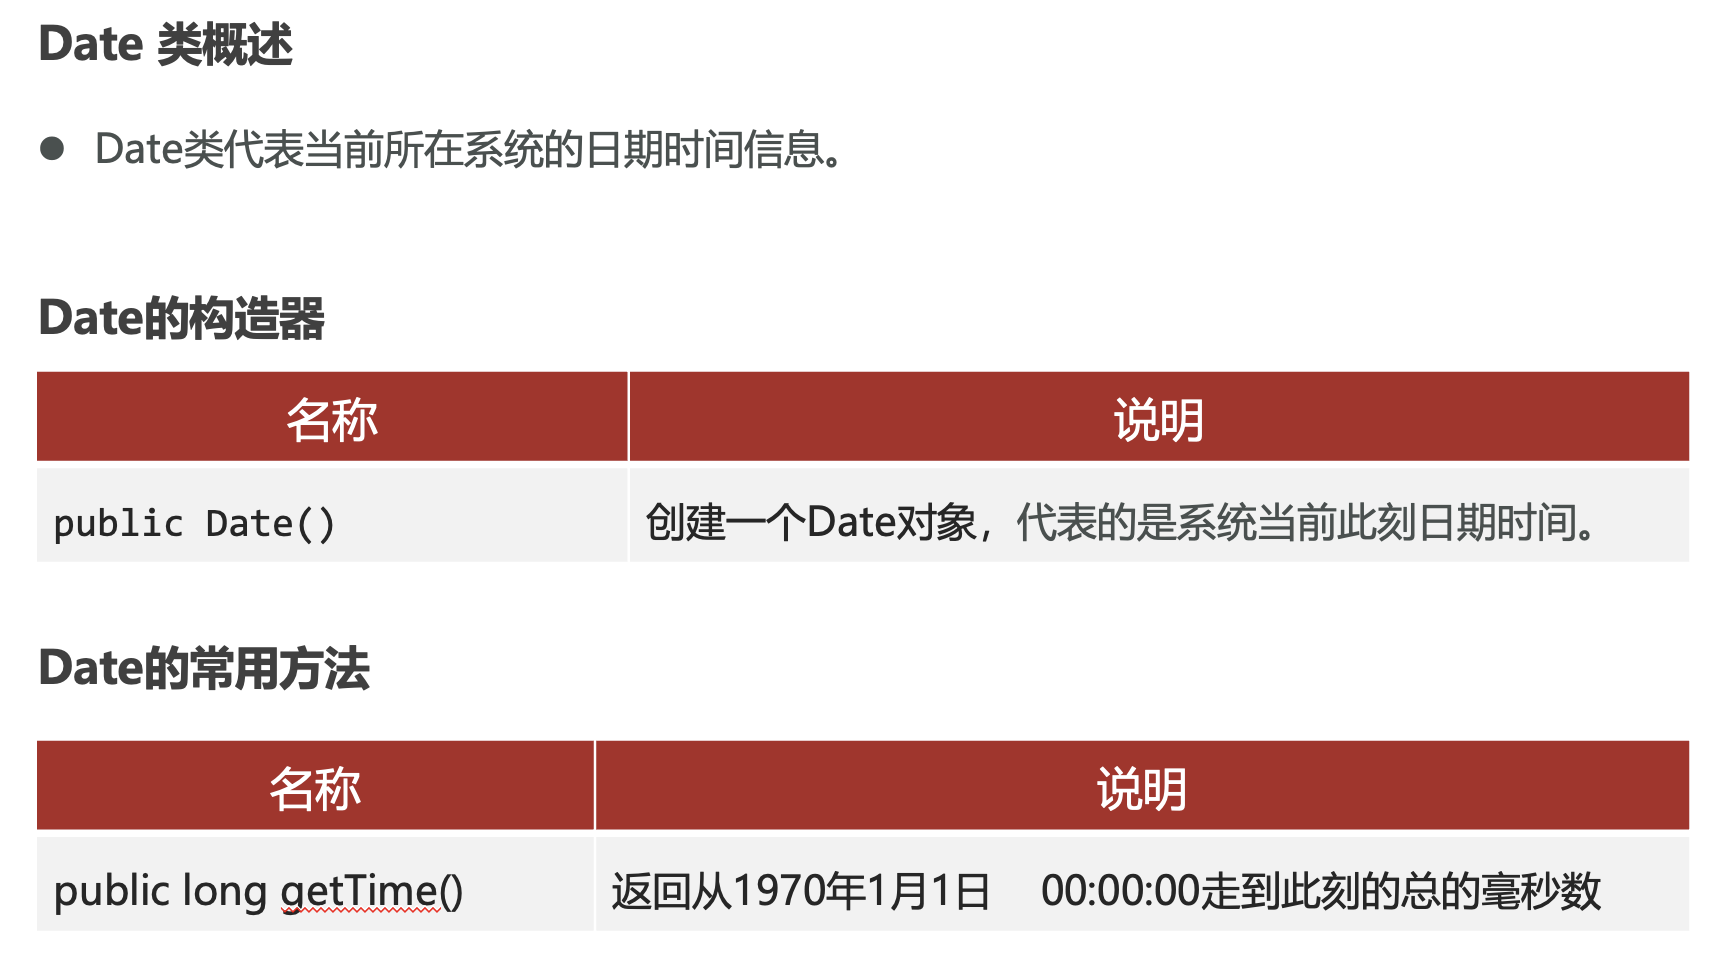 Date 类概述
● Date类代表当前所在系统的日期时间信息。
Date的构造器
名称 说明
public Date() 创建一个Date对象，代表的是系统当前此刻日期时间。
Date的常用方法
名称 说明
public long getTime() 返回从1970年1月1日 00:00:00走到此刻的总的毫秒数